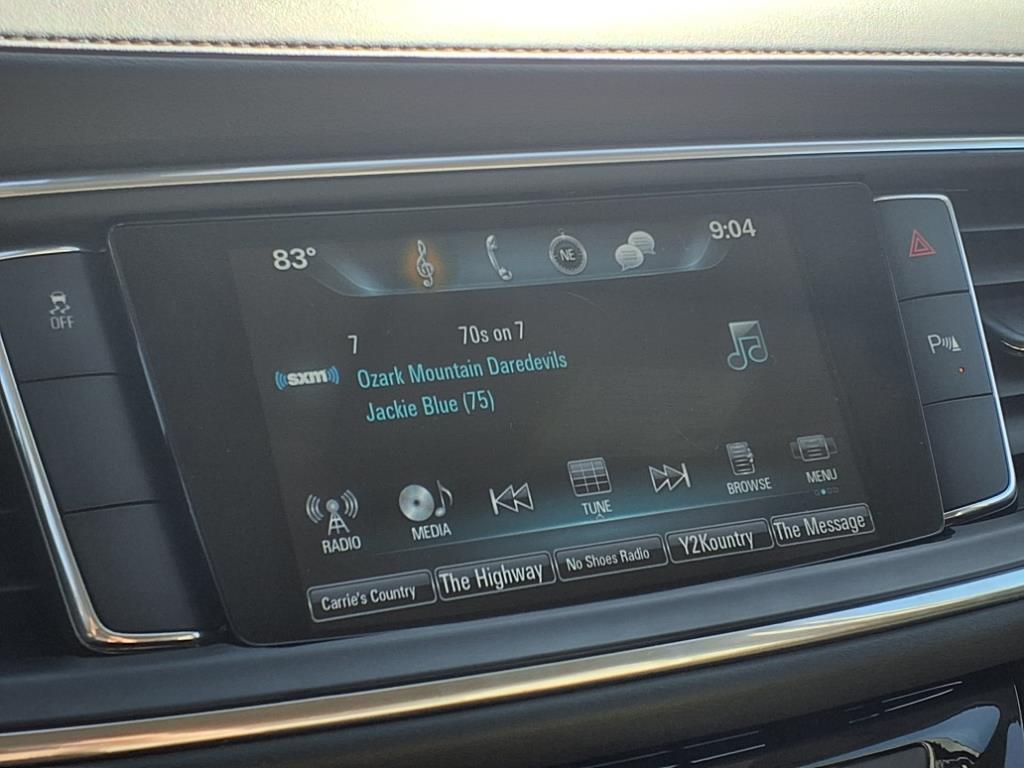 83°
NE
9:04
OFF
7
70s on 7
sxm
Ozark Mountain Daredevils
Jackie Blue (75)
P
RADIO
MEDIA
TUNE
BROWSE
MENU
Carrie's Country
The Highway
No Shoes Radio
Y2Kountry
The Message